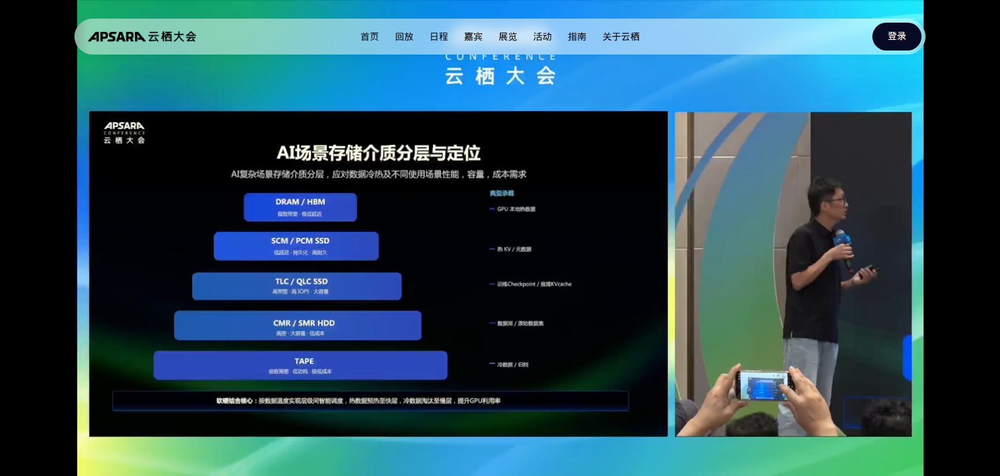 APSARA 云栖大会
首页 回放 日程 嘉宾 展览 活动 指南 关于云栖
登录
CONFERENCE
云栖大会
APSARA
CONFERENCE
云栖大会
AI场景存储介质分层与定位
AI复杂场景存储介质分层，应对数据冷热及不同使用场景性能，容量，成本需求
典型承载
DRAM / HBM
极致带宽 · 极低延迟
GPU 本地热数据
SCM / PCM SSD
低延迟 · 持久化 · 高耐久
热 KV / 元数据
TLC / QLC SSD
高带宽 · 高 IOPS · 大容量
训练Checkpoint / 推理KVcache
CMR / SMR HDD
高密 · 大容量 · 低成本
数据湖 / 原始数据集
TAPE
极致高密 · 低功耗 · 极低成本
冷数据 / 归档
软硬结合核心：按数据温度实现层级间智能调度，热数据预热至快层，冷数据淘汰至慢层，提升GPU利用率